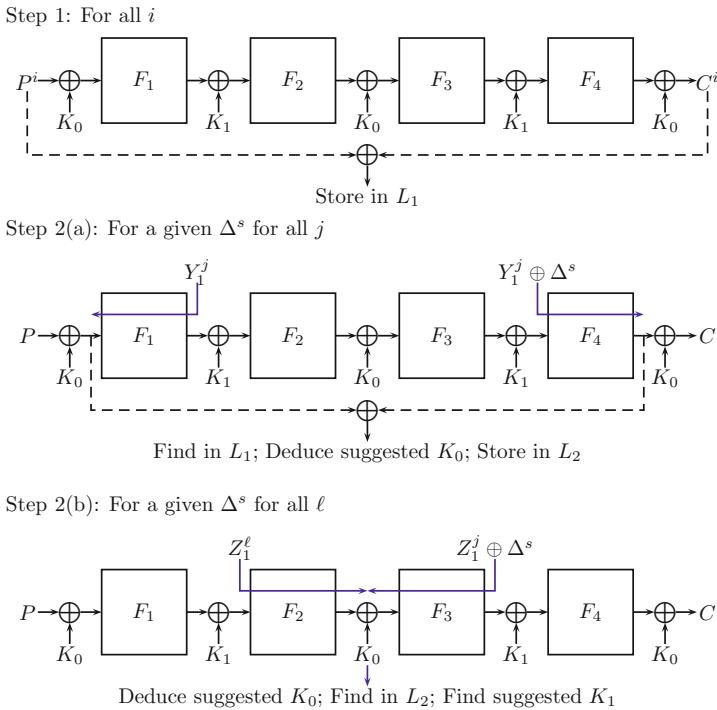 Step 1: For all i
P^i F_1 F_2 F_3 F_4 C^i
K_0 K_1 K_0 K_1 K_0
Store in L_1
Step 2(a): For a given Δ^s for all j
Y_1^j Y_1^j ⊕ Δ^s
P F_1 F_2 F_3 F_4 C
K_0 K_1 K_0 K_1 K_0
Find in L_1; Deduce suggested K_0; Store in L_2
Step 2(b): For a given Δ^s for all ℓ
Z_1^ℓ Z_1^j ⊕ Δ^s
P F_1 F_2 F_3 F_4 C
K_0 K_1 K_0 K_1 K_0
Deduce suggested K_0; Find in L_2; Find suggested K_1